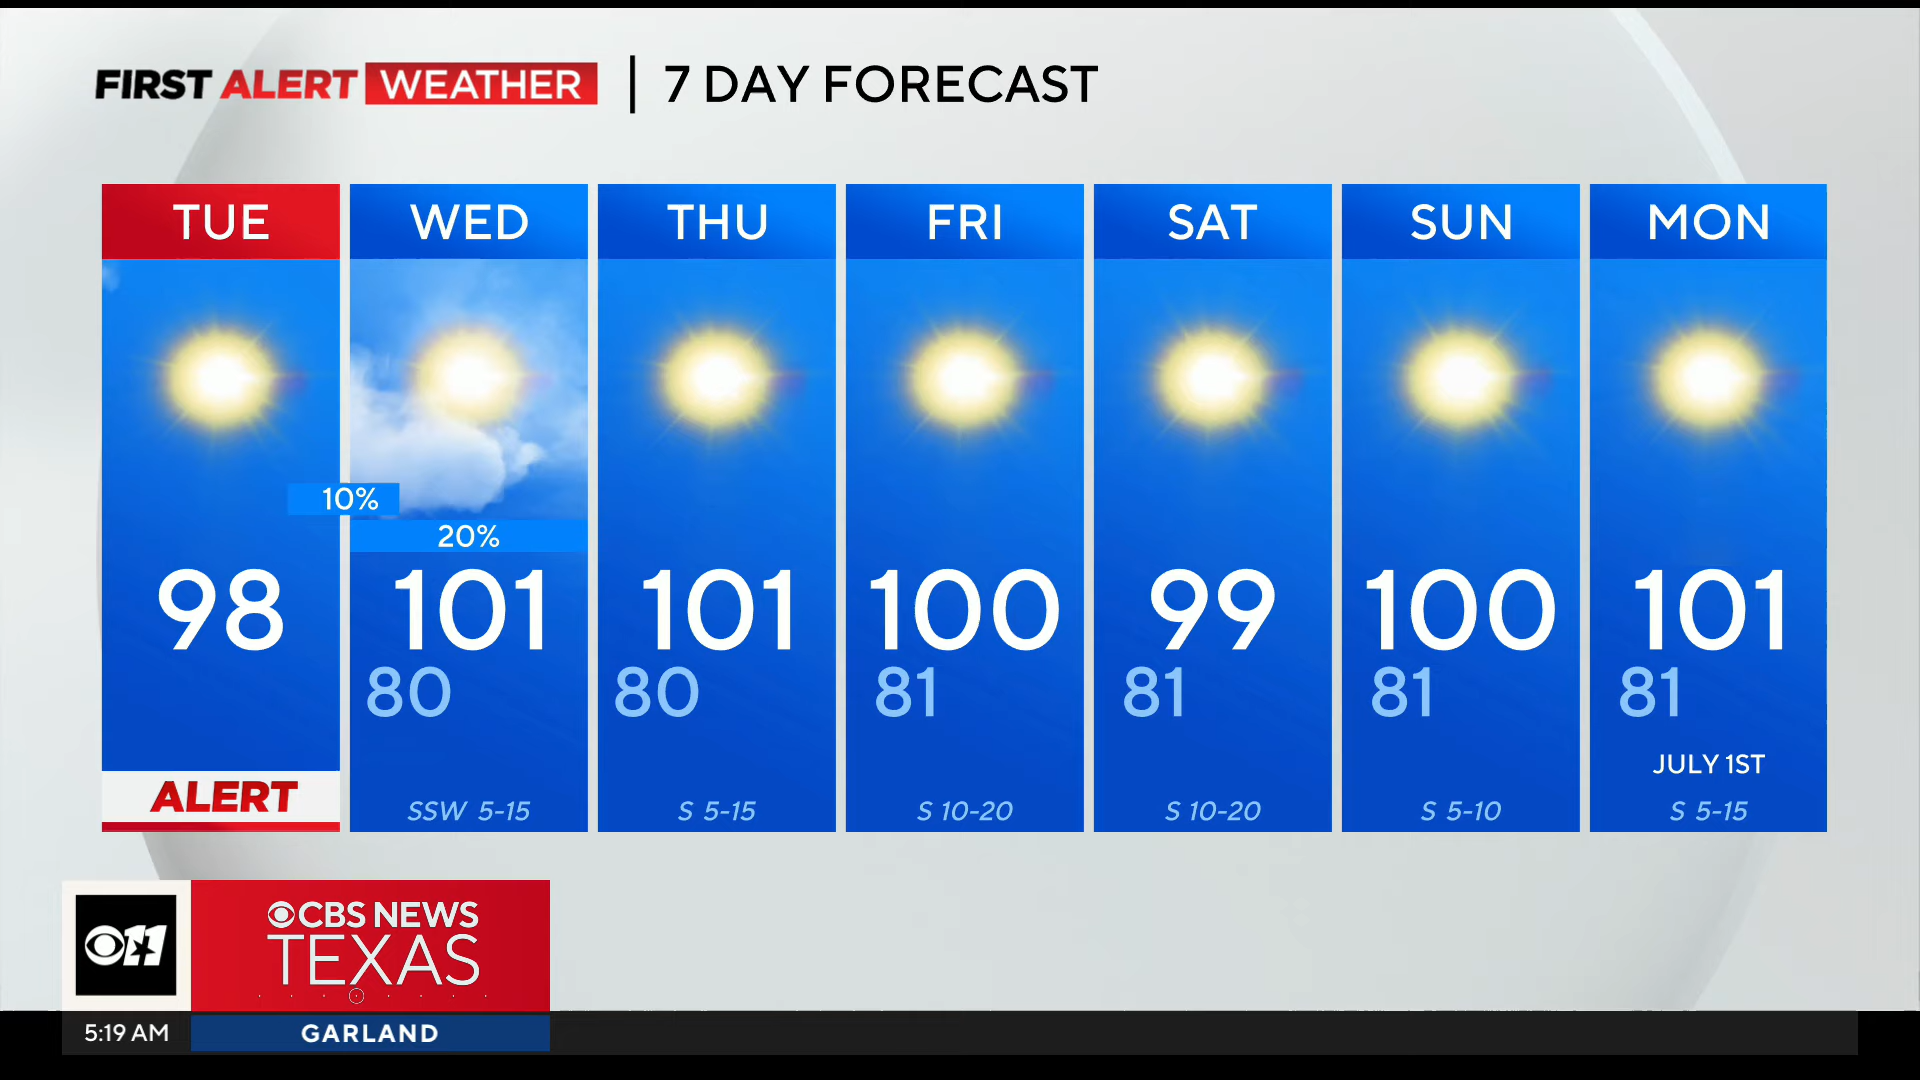 FIRST ALERT WEATHER | 7 DAY FORECAST
TUE
WED
THU
FRI
SAT
SUN
MON
10%
20%
98
101
101
100
99
100
101
80
80
81
81
81
81
JULY 1ST
ALERT
SSW 5-15
S 5-15
S 10-20
S 10-20
S 5-10
S 5-15
11
CBS NEWS
TEXAS
5:19 AM
GARLAND